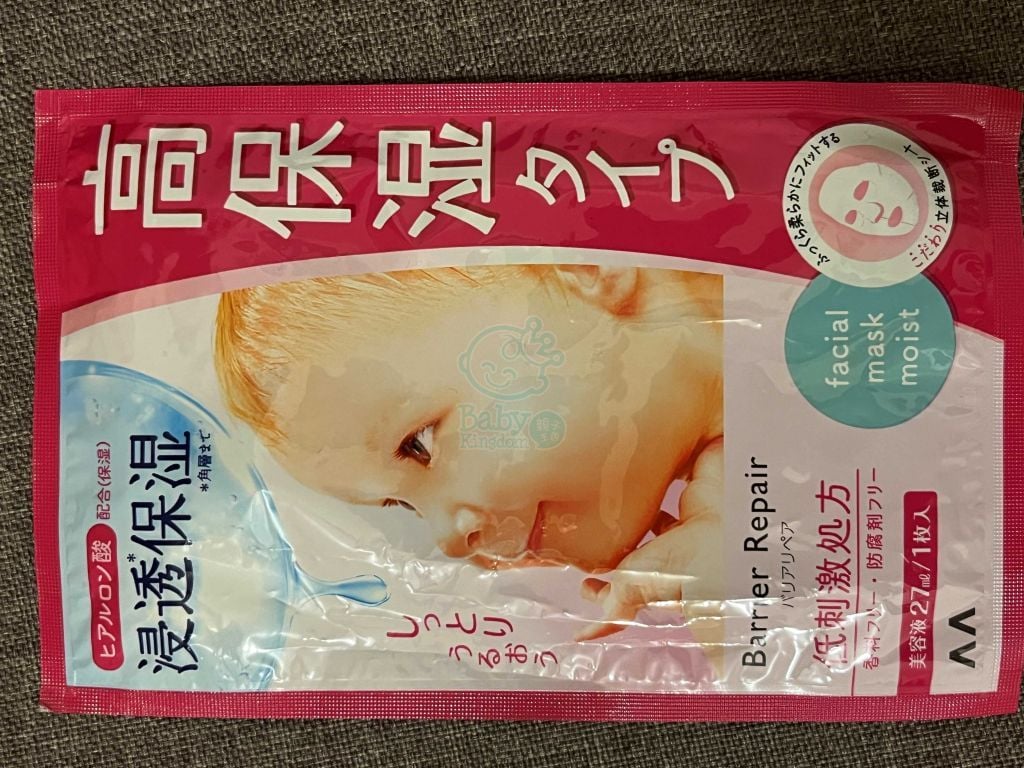 高保湿タイプ
ふっくら柔らかにフィットする
こだわり立体裁断シート
facial
mask
moist
ヒアルロン酸 配合(保湿)
浸透*保湿
*角層まで
しっとり
うるおう
Baby
Kingdom
親子王国
Barrier Repair
バリアリペア
低刺激処方
香料フリー・防腐剤フリー
美容液27㎖/1枚入